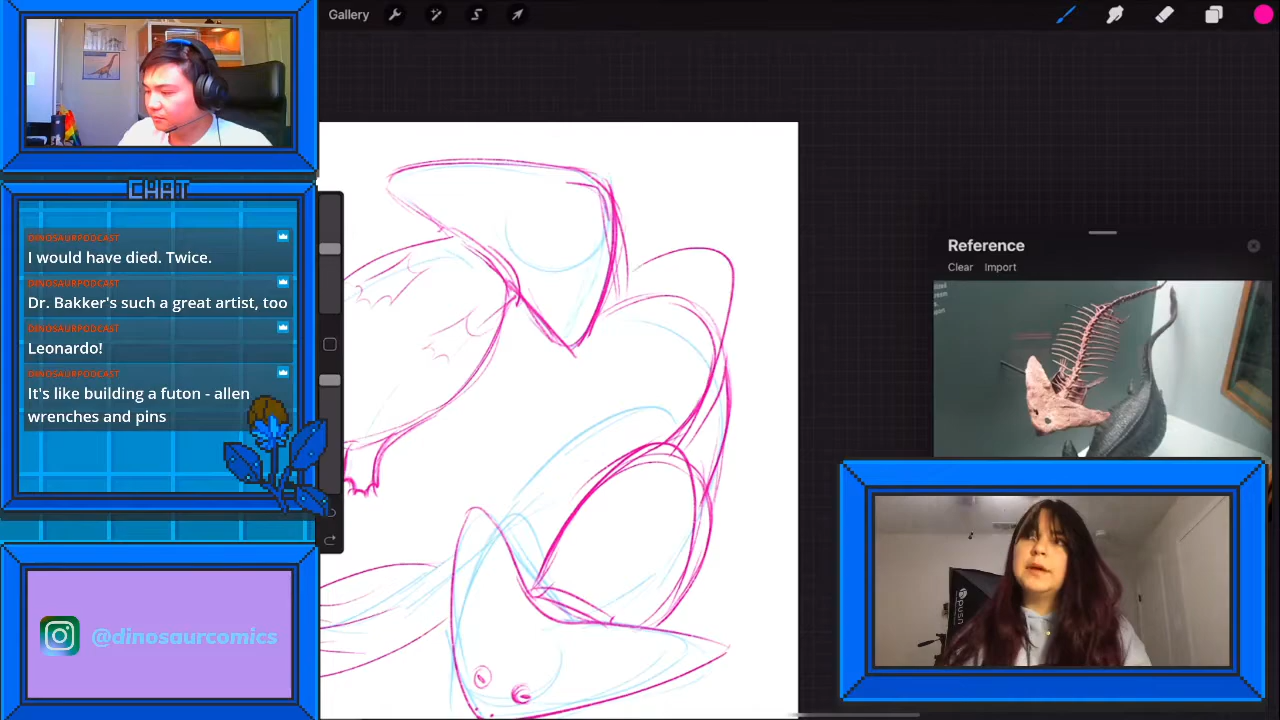 Gallery
CHAT
DINOSAURPODCAST
I would have died. Twice.
DINOSAURPODCAST
Dr. Bakker's such a great artist, too
DINOSAURPODCAST
Leonardo!
DINOSAURPODCAST
It's like building a futon - allen
wrenches and pins
@dinosaurcomics
Reference
Clear Import